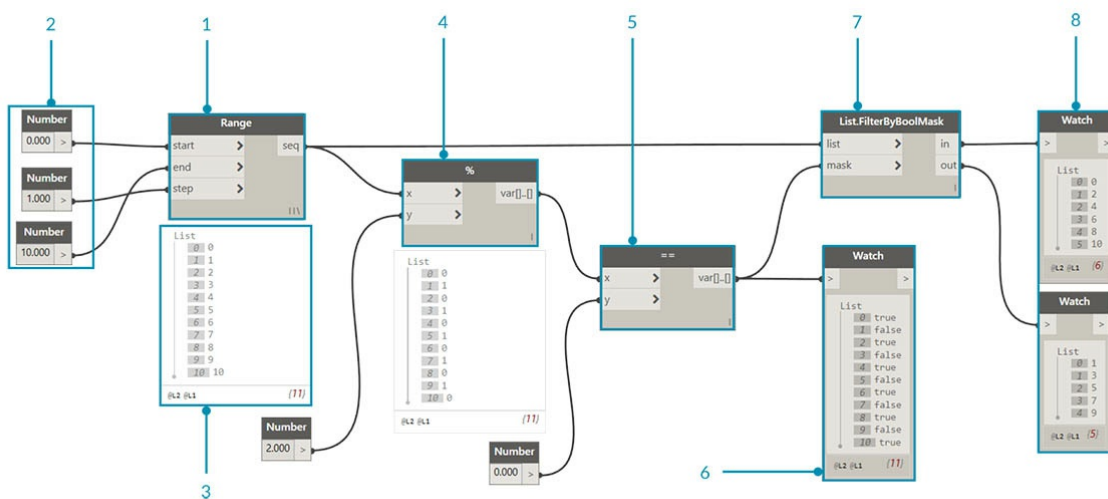 2
1
4
5
7
8
Number
0.000 >
Number
1.000 >
Number
10.000 >
Range
start > seq
end >
step >
List
0 0
1 1
2 2
3 3
4 4
5 5
6 6
7 7
8 8
9 9
10 10
@L2 @L1 {11}
3
Number
2.000 >
%
x > var[]..[]
y >
List
0 0
1 1
2 0
3 1
4 0
5 1
6 0
7 1
8 0
9 1
10 0
@L2 @L1 {11}
Number
0.000 >
==
x > var[]..[]
y >
6
Watch
> >
List
0 true
1 false
2 true
3 false
4 true
5 false
6 true
7 false
8 true
9 false
10 true
@L2 @L1 {11}
List.FilterByBoolMask
list > in
mask > out
Watch
> >
List
0 0
1 2
2 4
3 6
4 8
5 10
@L2 @L1 {6}
Watch
> >
List
0 1
1 3
2 5
3 7
4 9
@L2 @L1 {5}